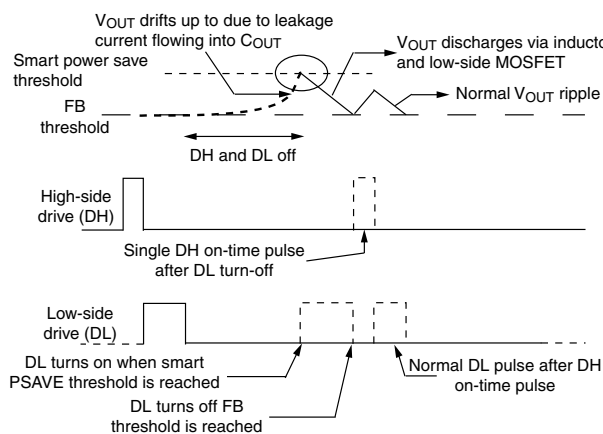 VOUT drifts up to due to leakage
current flowing into COUT
VOUT discharges via inducto
and low-side MOSFET
Smart power save
threshold
Normal VOUT ripple
FB
threshold
DH and DL off
High-side
drive (DH)
Single DH on-time pulse
after DL turn-off
Low-side
drive (DL)
DL turns on when smart
PSAVE threshold is reached
Normal DL pulse after DH
on-time pulse
DL turns off FB
threshold is reached